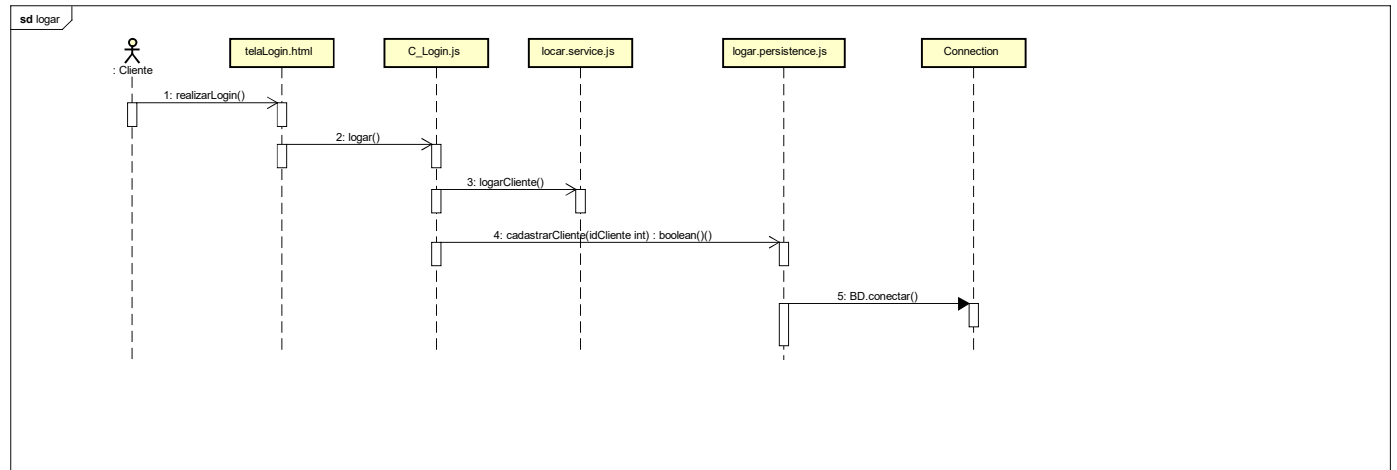 sd logar
: Cliente
telaLogin.html
C_Login.js
locar.service.js
logar.persistence.js
Connection
1: realizarLogin()
2: logar()
3: logarCliente()
4: cadastrarCliente(idCliente int) : boolean()()
5: BD.conectar()